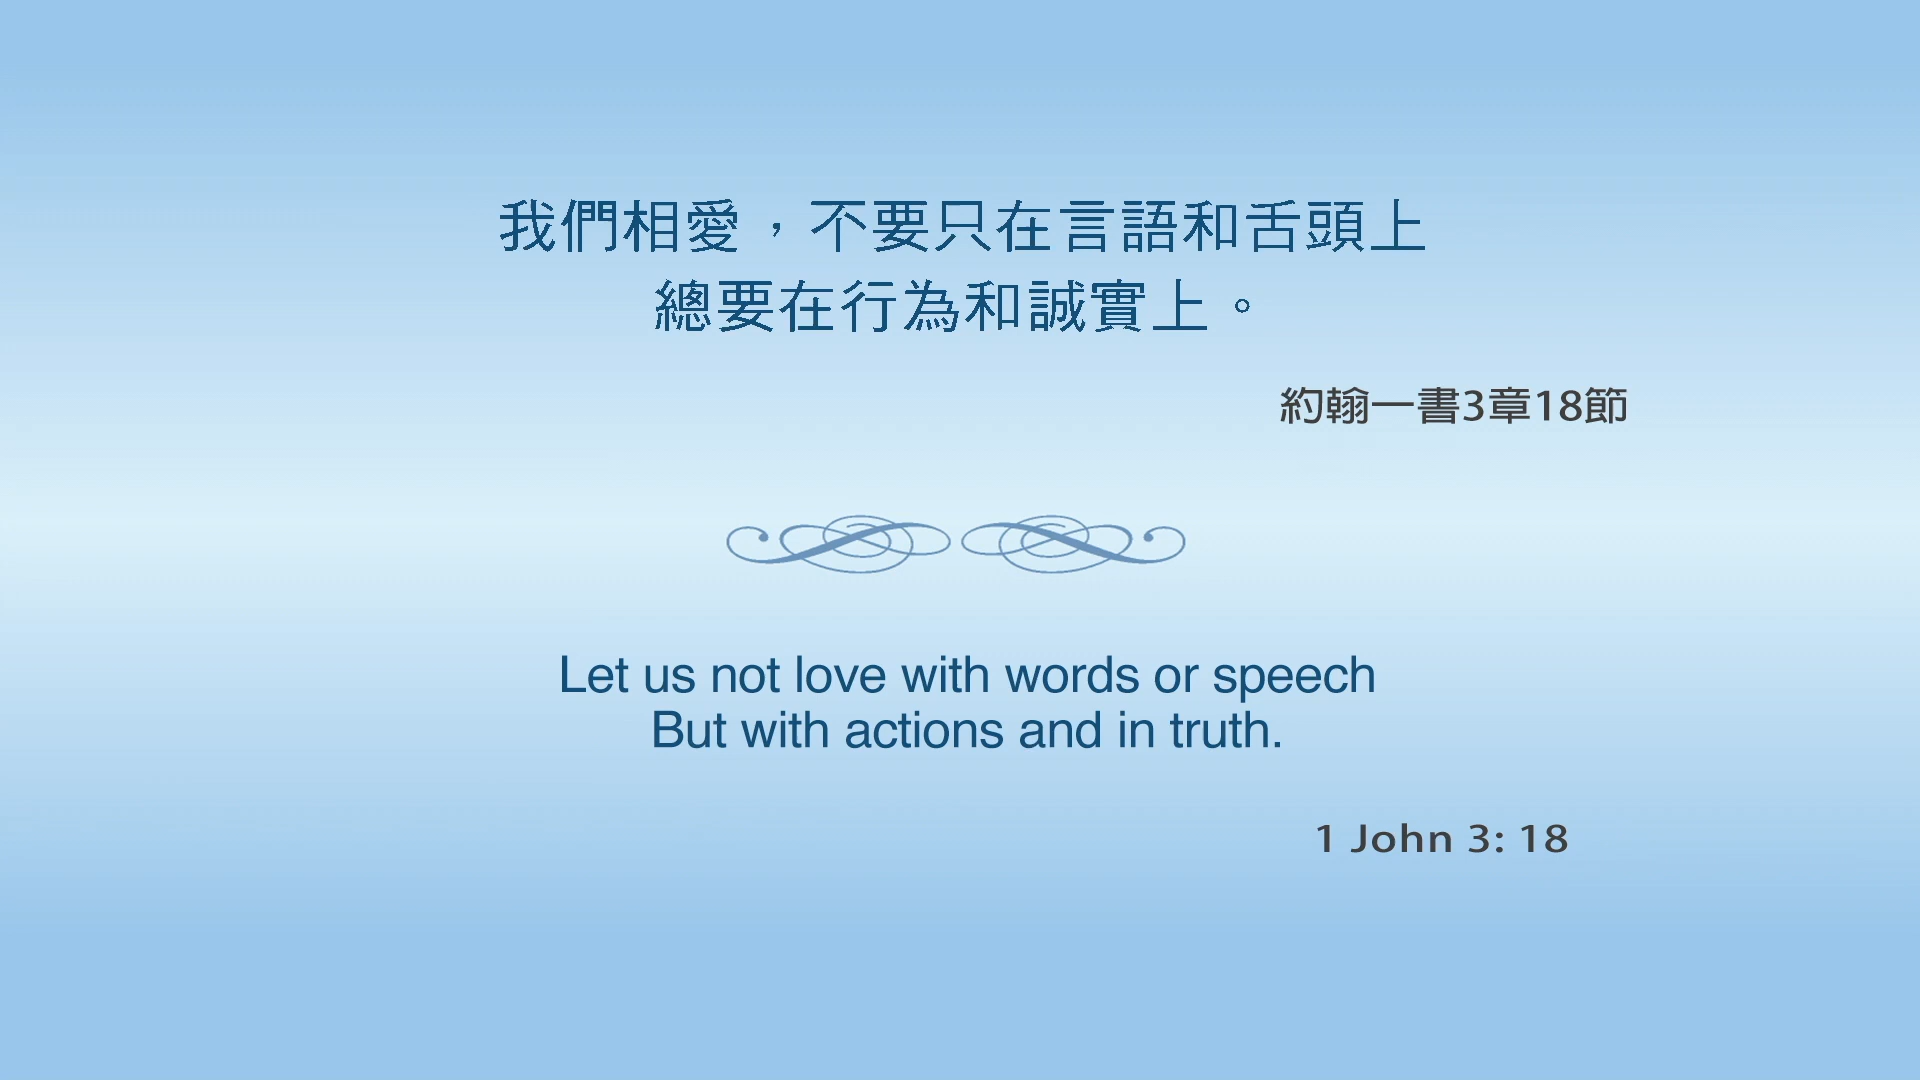 我們相愛，不要只在言語和舌頭上
總要在行為和誠實上。
約翰一書3章18節
Let us not love with words or speech
But with actions and in truth.
1 John 3: 18